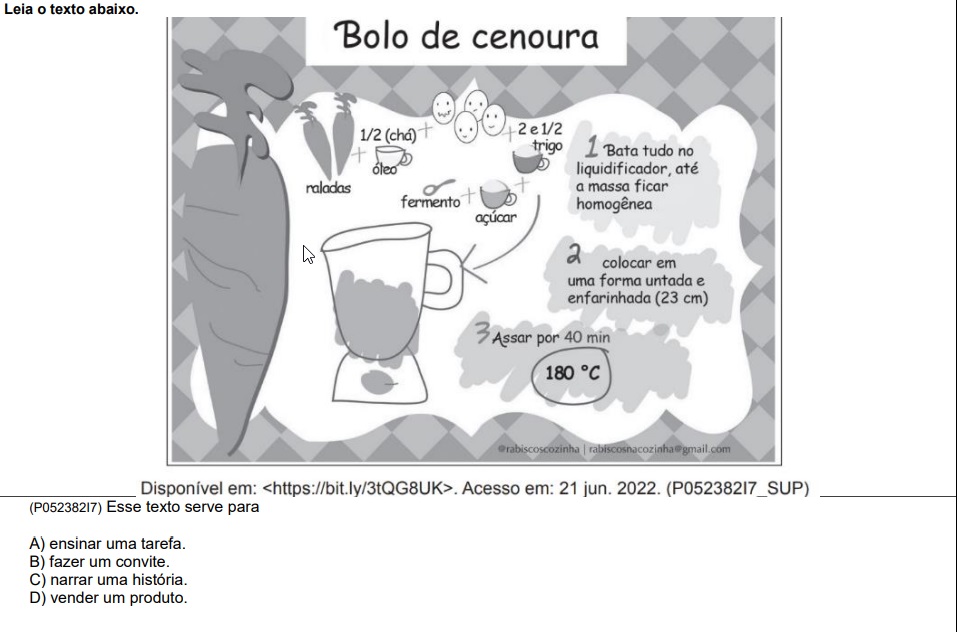 Leia o texto abaixo.
Bolo de cenoura
raladas
1/2 (chá)
óleo
2 e 1/2
trigo
fermento
açúcar
1 Bata tudo no
liquidificador, até
a massa ficar
homogênea
2 colocar em
uma forma untada e
enfarinhada (23 cm)
3 Assar por 40 min
180 °C
@rabiscoscozinha | rabiscosnacozinha@gmail.com
Disponível em: <https://bit.ly/3tQG8UK>. Acesso em: 21 jun. 2022. (P052382I7_SUP)
(P052382I7) Esse texto serve para
A) ensinar uma tarefa.
B) fazer um convite.
C) narrar uma história.
D) vender um produto.